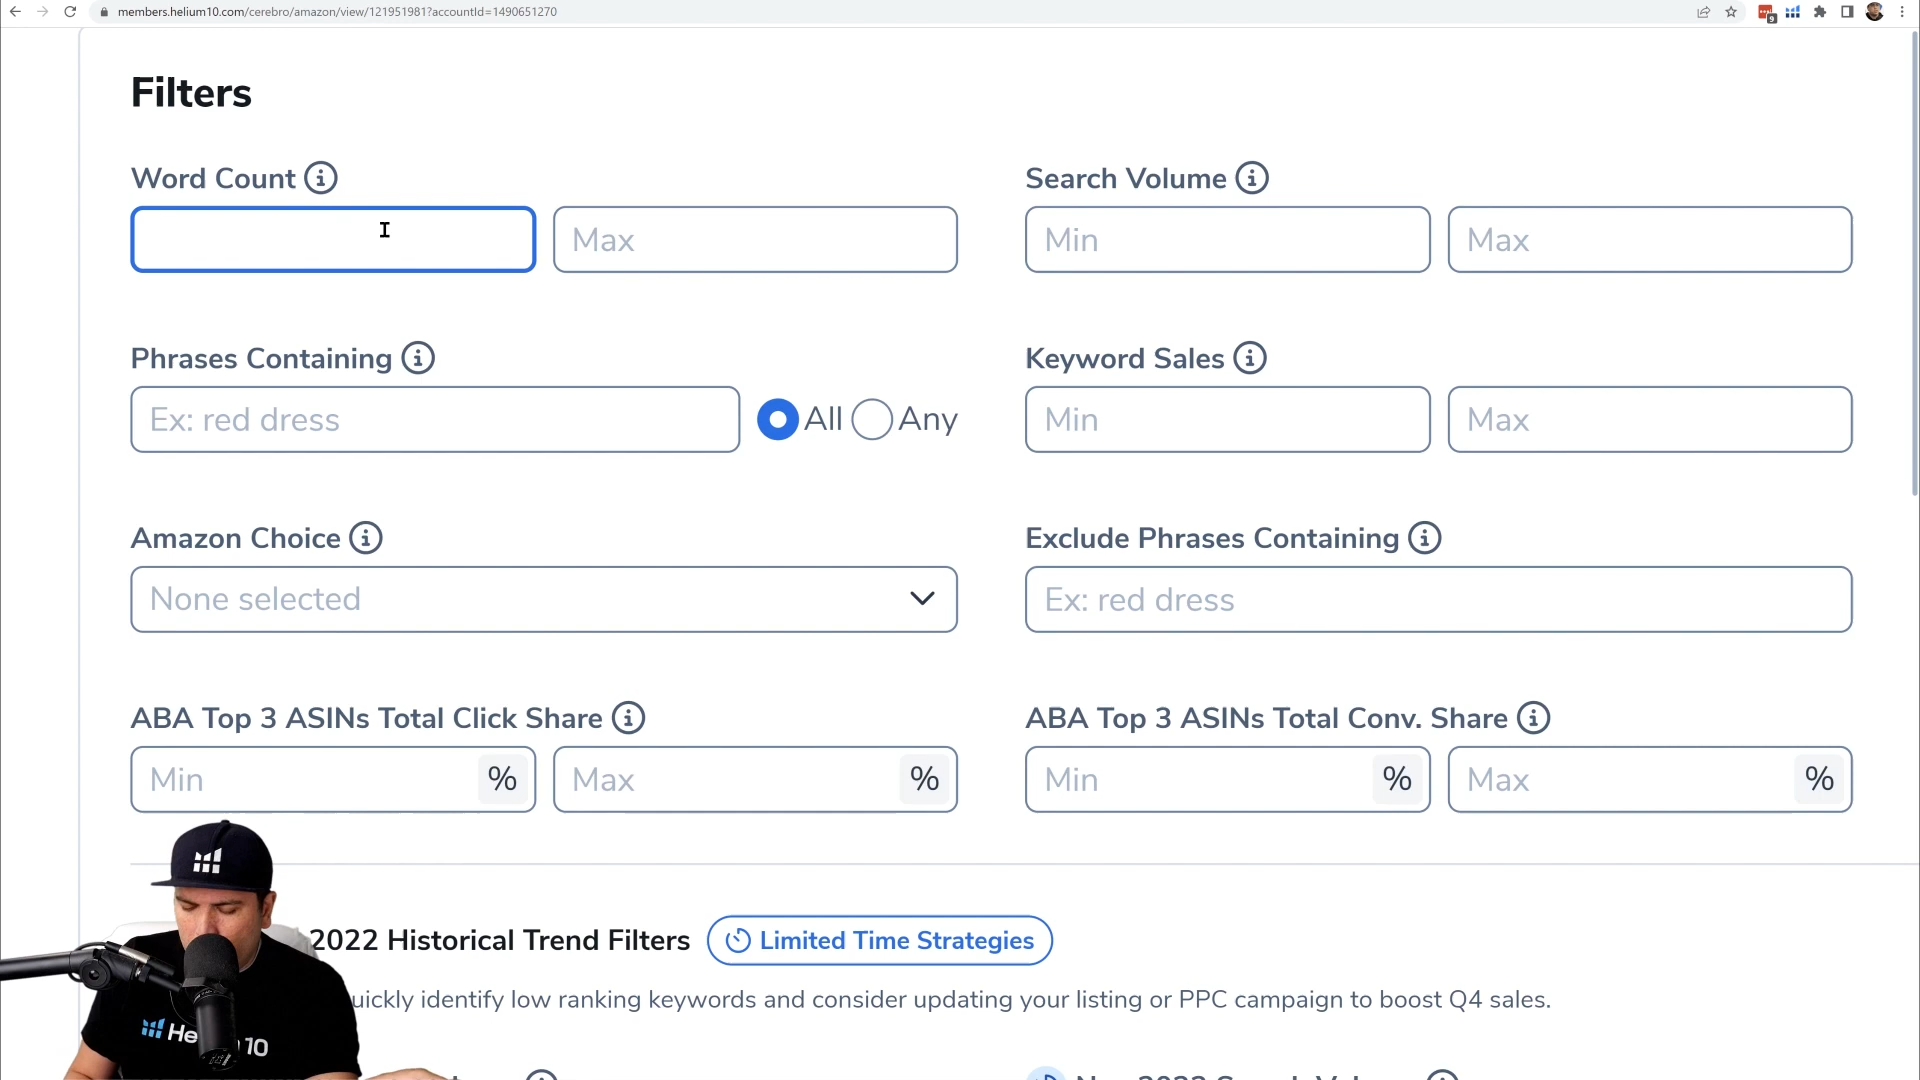 members.helium10.com/cerebro/amazon/view/121951981?accountId=1490651270
9
Filters
Word Count
Search Volume
Max
Min
Max
Phrases Containing
Keyword Sales
Ex: red dress
All
Any
Min
Max
Amazon Choice
Exclude Phrases Containing
None selected
Ex: red dress
ABA Top 3 ASINs Total Click Share
ABA Top 3 ASINs Total Conv. Share
Min
%
Max
%
Min
%
Max
%
2022 Historical Trend Filters
Limited Time Strategies
uickly identify low ranking keywords and consider updating your listing or PPC campaign to boost Q4 sales.
10